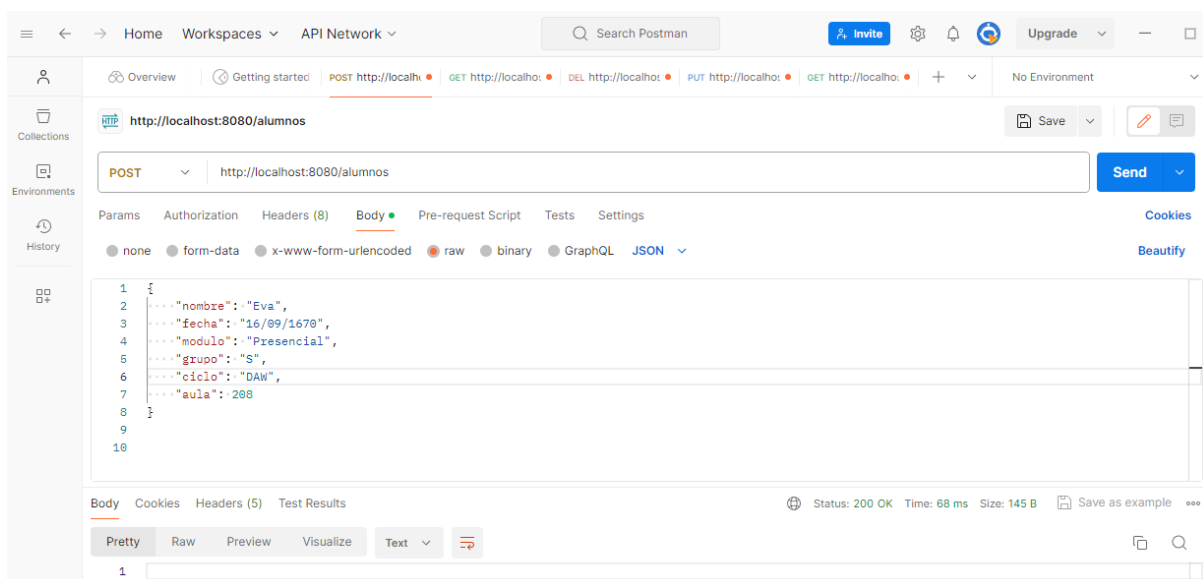 Home Workspaces API Network Search Postman Invite Upgrade
Overview Getting started POST http://localh GET http://localho: DEL http://localhos PUT http://localhos GET http://localho: No Environment
HTTP http://localhost:8080/alumnos Save
Collections
POST http://localhost:8080/alumnos Send
Environments
Params Authorization Headers (8) Body Pre-request Script Tests Settings Cookies
History
none form-data x-www-form-urlencoded raw binary GraphQL JSON Beautify
1 {
2 "nombre": "Eva",
3 "fecha": "16/09/1670",
4 "modulo": "Presencial",
5 "grupo": "S",
6 "ciclo": "DAW",
7 "aula": 208
8 }
9
10
Body Cookies Headers (5) Test Results Status: 200 OK Time: 68 ms Size: 145 B Save as example
Pretty Raw Preview Visualize Text
1